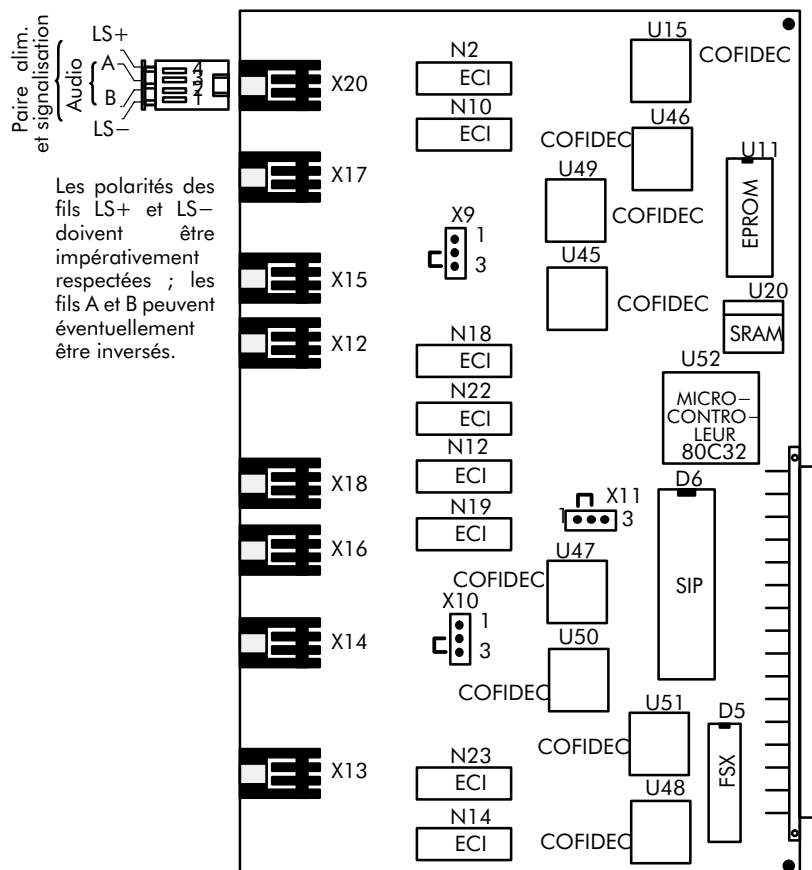 Paire alim.
et signalisation
Audio
LS+
A
B
LS−
4
3
2
1
X20
X17
Les polarités des
fils LS+ et LS−
doivent être
impérativement
respectées ; les
fils A et B peuvent
éventuellement
être inversés.
X15
X12
X18
X16
X14
X13
N2
ECI
N10
ECI
X9
1
3
N18
ECI
N22
ECI
N12
ECI
N19
ECI
X10
1
3
N23
ECI
N14
ECI
U15
COFIDEC
U46
COFIDEC
U49
COFIDEC
U45
COFIDEC
U11
EPROM
U20
SRAM
U52
MICRO−
CONTRO−
LEUR
80C32
X11
1
3
D6
SIP
U47
COFIDEC
U50
COFIDEC
U51
COFIDEC
D5
FSX
U48
COFIDEC